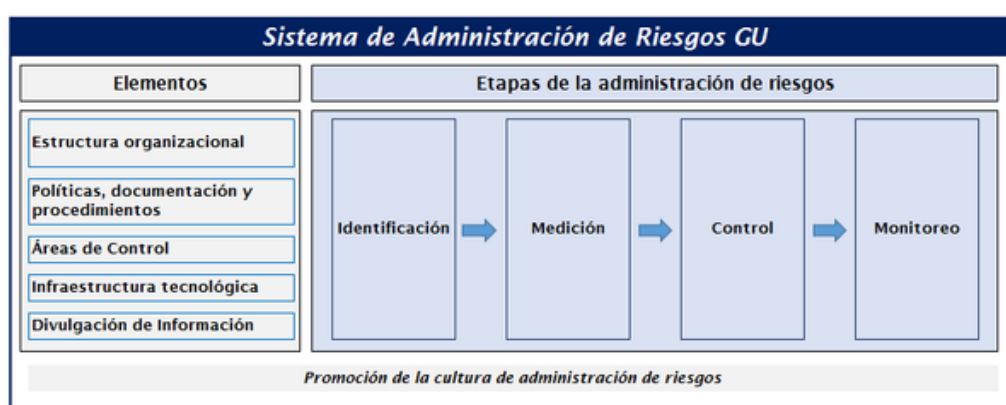 Sistema de Administración de Riesgos GU
Elementos
Etapas de la administración de riesgos
Estructura organizacional
Políticas, documentación y
procedimientos
Áreas de Control
Infraestructura tecnológica
Divulgación de Información
Identificación
Medición
Control
Monitoreo
Promoción de la cultura de administración de riesgos